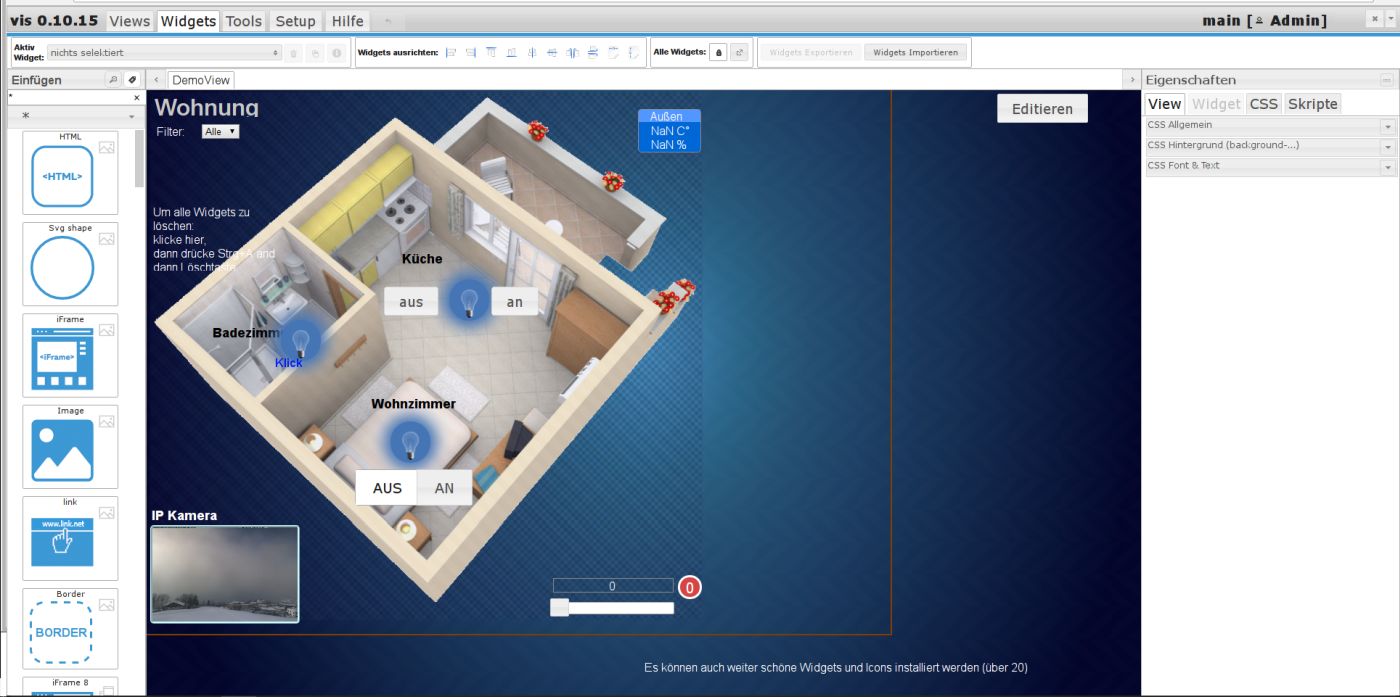 vis 0.10.15 Views Widgets Tools Setup Hilfe
main [ Admin]
Aktiv
Widget:
nichts selektiert
Widgets ausrichten:
Alle Widgets:
Widgets Exportieren
Widgets Importieren
Einfügen
DemoView
Eigenschaften
*
*
View Widget CSS Skripte
CSS Allgemein
CSS Hintergrund (background-...)
CSS Font & Text
HTML
<HTML>
Svg shape
iFrame
<iFrame>
Image
link
www.link.net
Border
BORDER
iFrame 8
Wohnung
Filter: Alle
Außen
NaN C°
NaN %
Editieren
Um alle Widgets zu
löschen:
klicke hier,
dann drücke Strg+A and
dann Löschtaste
Küche
aus
an
Badezimm
Klick
Wohnzimmer
AUS
AN
IP Kamera
0
0
Es können auch weiter schöne Widgets und Icons installiert werden (über 20)